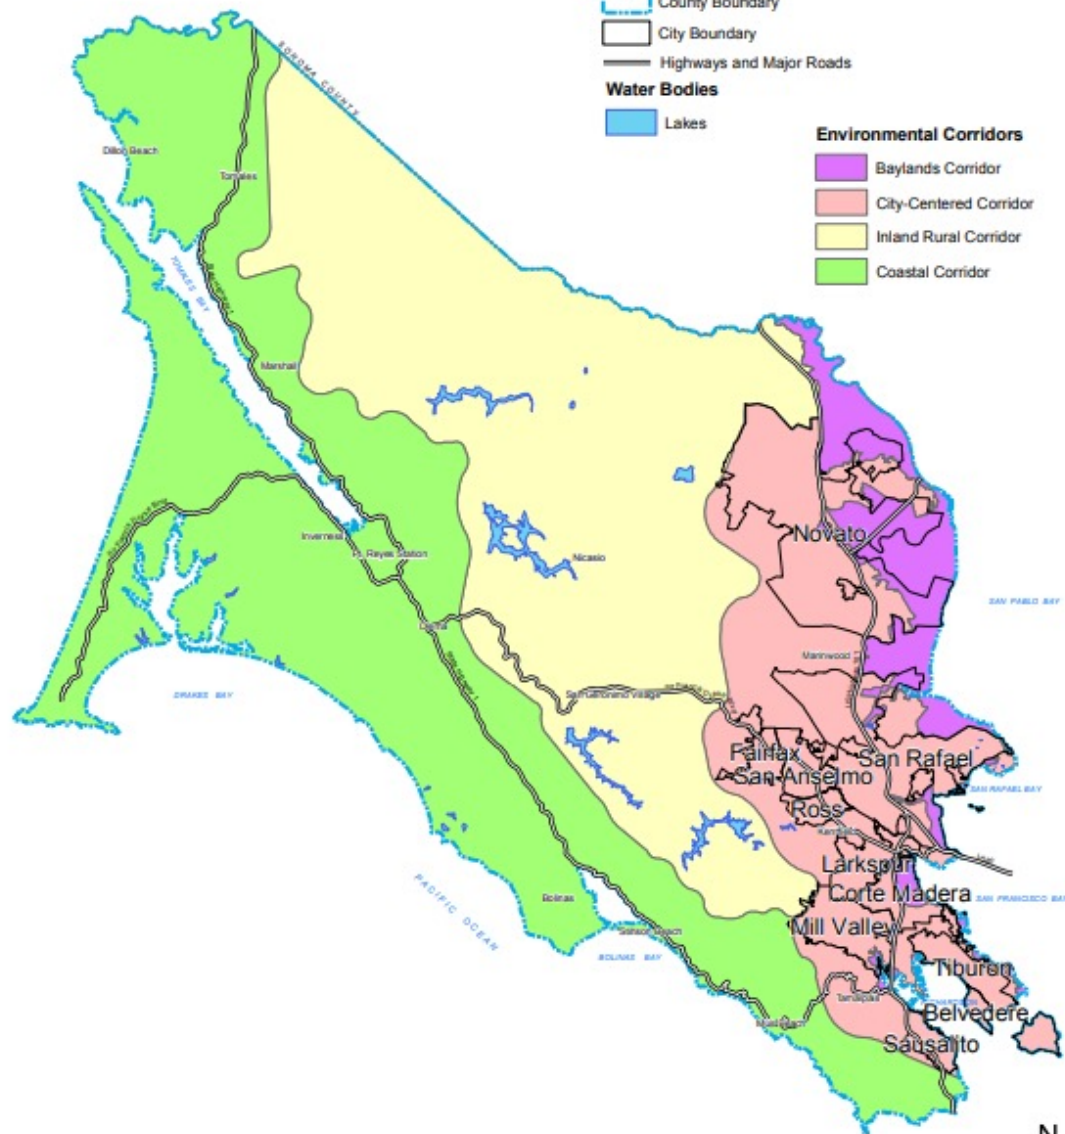 County Boundary
City Boundary
Highways and Major Roads
Water Bodies
Lakes
Environmental Corridors
Baylands Corridor
City-Centered Corridor
Inland Rural Corridor
Coastal Corridor
SONOMA COUNTY
Dillon Beach
Tomales
TOMALES BAY
Marshall
Inverness
Pt. Reyes Station
Nicasio
Novato
SAN PABLO BAY
Marinwood
DRAKES BAY
Fairfax
San Rafael
San Anselmo
SAN RAFAEL BAY
Ross
Kentfield
Larkspur
Corte Madera
SAN FRANCISCO BAY
PACIFIC OCEAN
Bolinas
Mill Valley
Stinson Beach
BOLINAS BAY
Tiburon
Belvedere
Sausalito
N